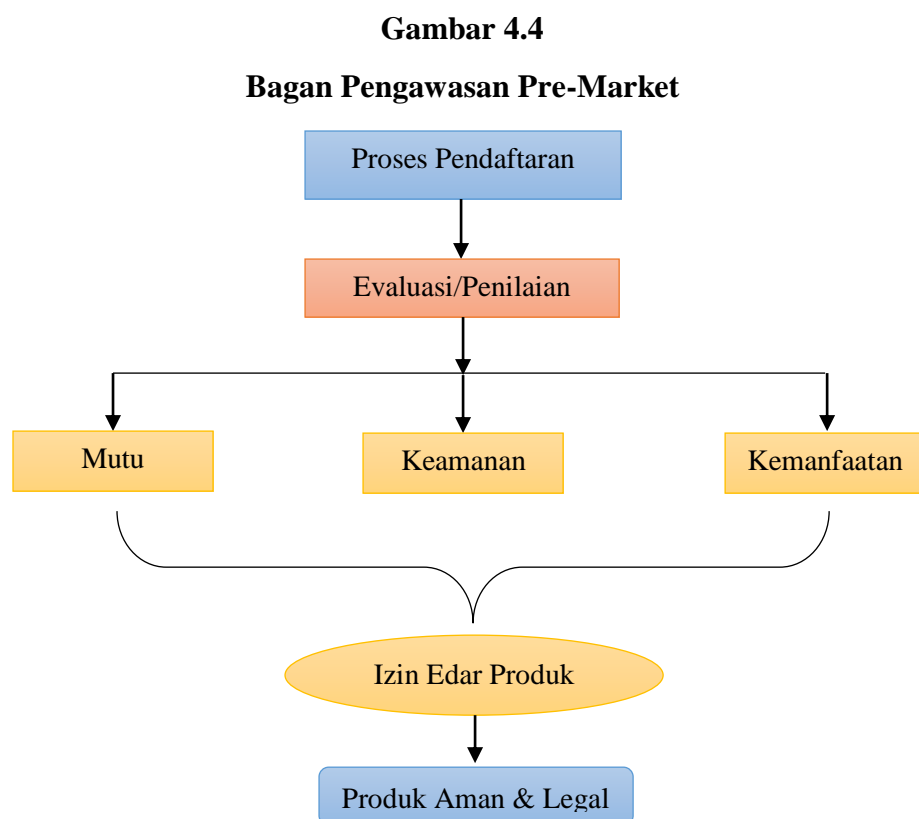 Gambar 4.4
Bagan Pengawasan Pre-Market
Proses Pendaftaran
Evaluasi/Penilaian
Mutu
Keamanan
Kemanfaatan
Izin Edar Produk
Produk Aman & Legal